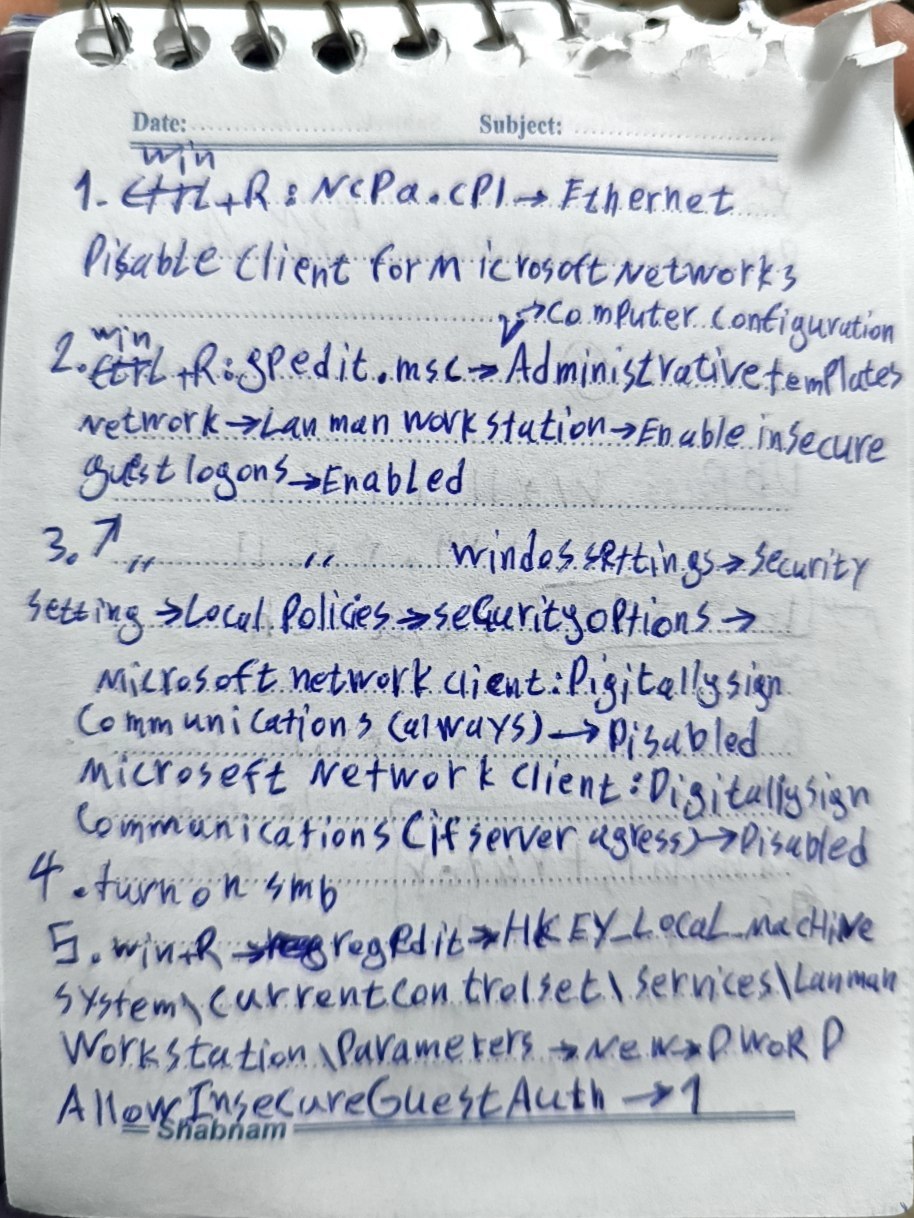 Date: Subject:
win
1. Ctrl+R: NcPa.cPl → Ethernet
Disable Client for Microsoft Networks
→ Computer configuration
win
2. Ctrl+R: gpedit.msc → Administrative templates
Network → Lanman workstation → Enable insecure
guest logons → Enabled
3. ↗ " " windos settings → Security
setting → Local Policies → security options →
Microsoft network client: Digitally sign
Communications (always) → Disabled
Microseft Network Client: Digitally sign
Communications (if server agress) → Disabled
4. turn on smb
5. win+R → regedit → HKEY_Local_MacHiNe
System\currentcontrolset\services\Lanman
Workstation\Parameters → New → DWORD
AllowInsecureGuestAuth → 1
Shabnam